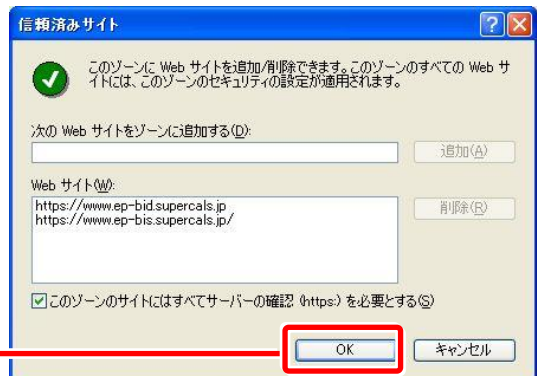 信頼済みサイト
このゾーンに Web サイトを追加/削除できます。このゾーンのすべての Web サ
イトには、このゾーンのセキュリティの設定が適用されます。
次の Web サイトをゾーンに追加する(D):
追加(A)
Web サイト(W):
https://www.ep-bid.supercals.jp
https://www.ep-bis.supercals.jp/
削除(R)
このゾーンのサイトにはすべてサーバーの確認 (https:) を必要とする(S)
OK
キャンセル